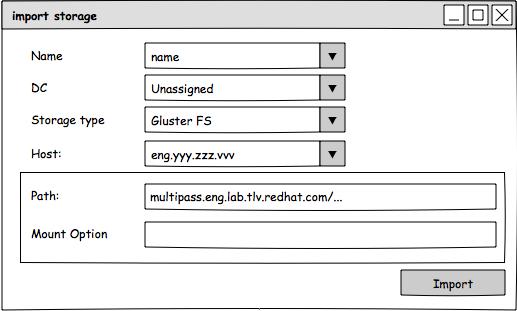 import storage
Name name
DC Unassigned
Storage type Gluster FS
Host: eng.yyy.zzz.vvv
Path: multipass.eng.lab.tlv.redhat.com/...
Mount Option
Import